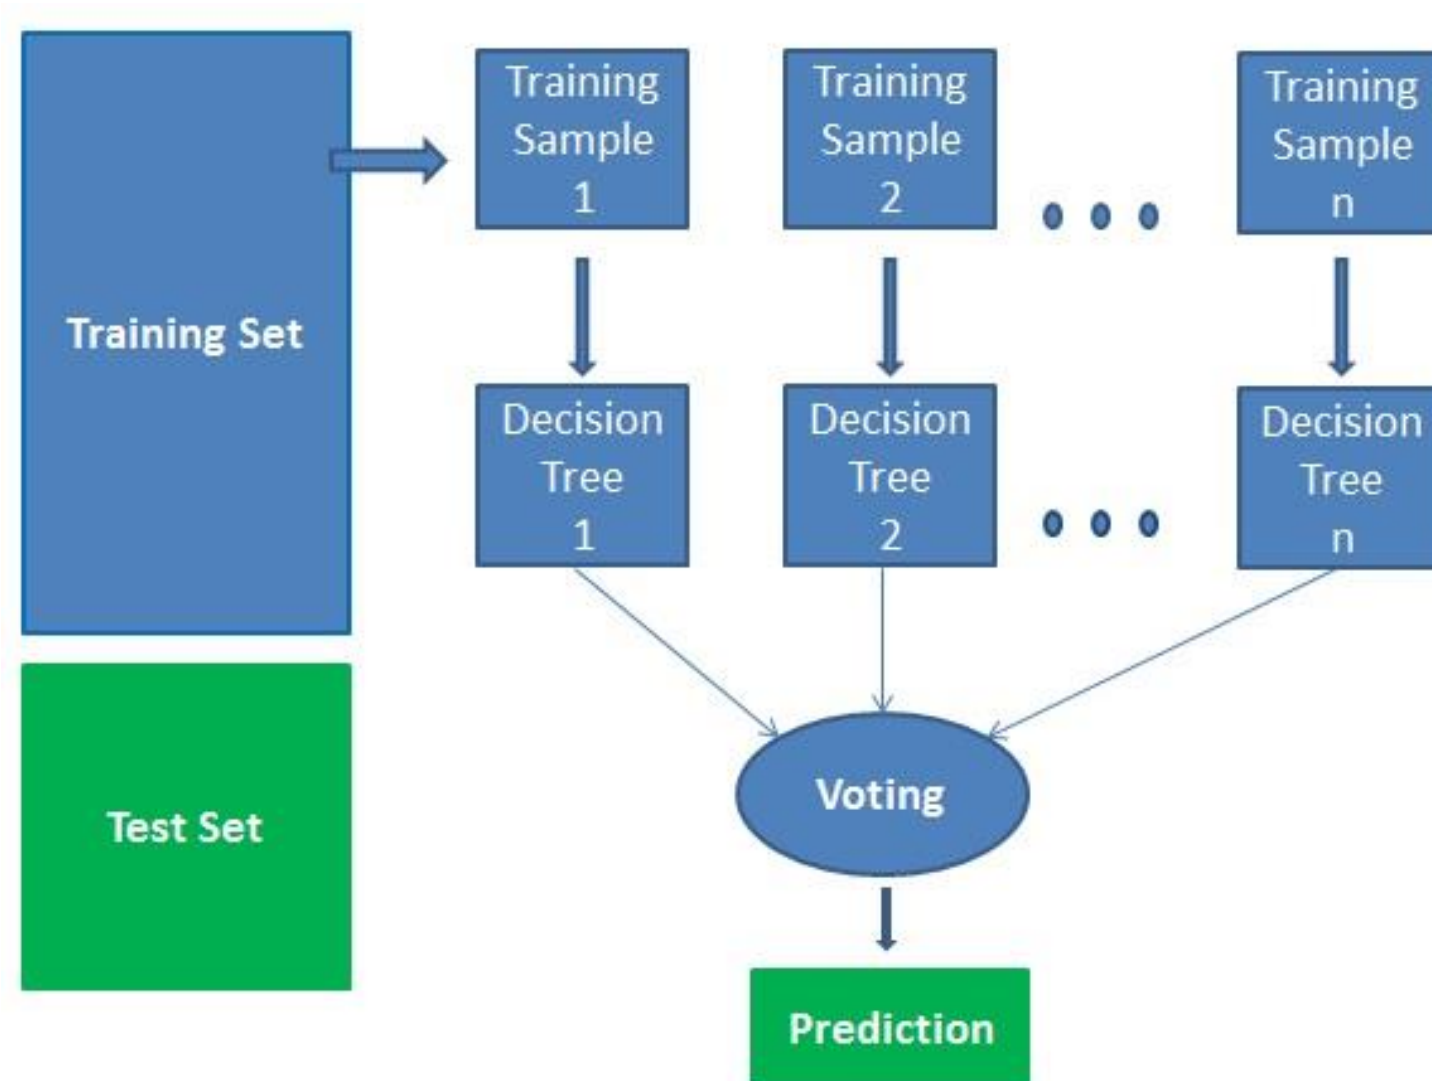 Training Set
Training
Sample
1
Training
Sample
2
Training
Sample
n
Decision
Tree
1
Decision
Tree
2
Decision
Tree
n
Test Set
Voting
Prediction